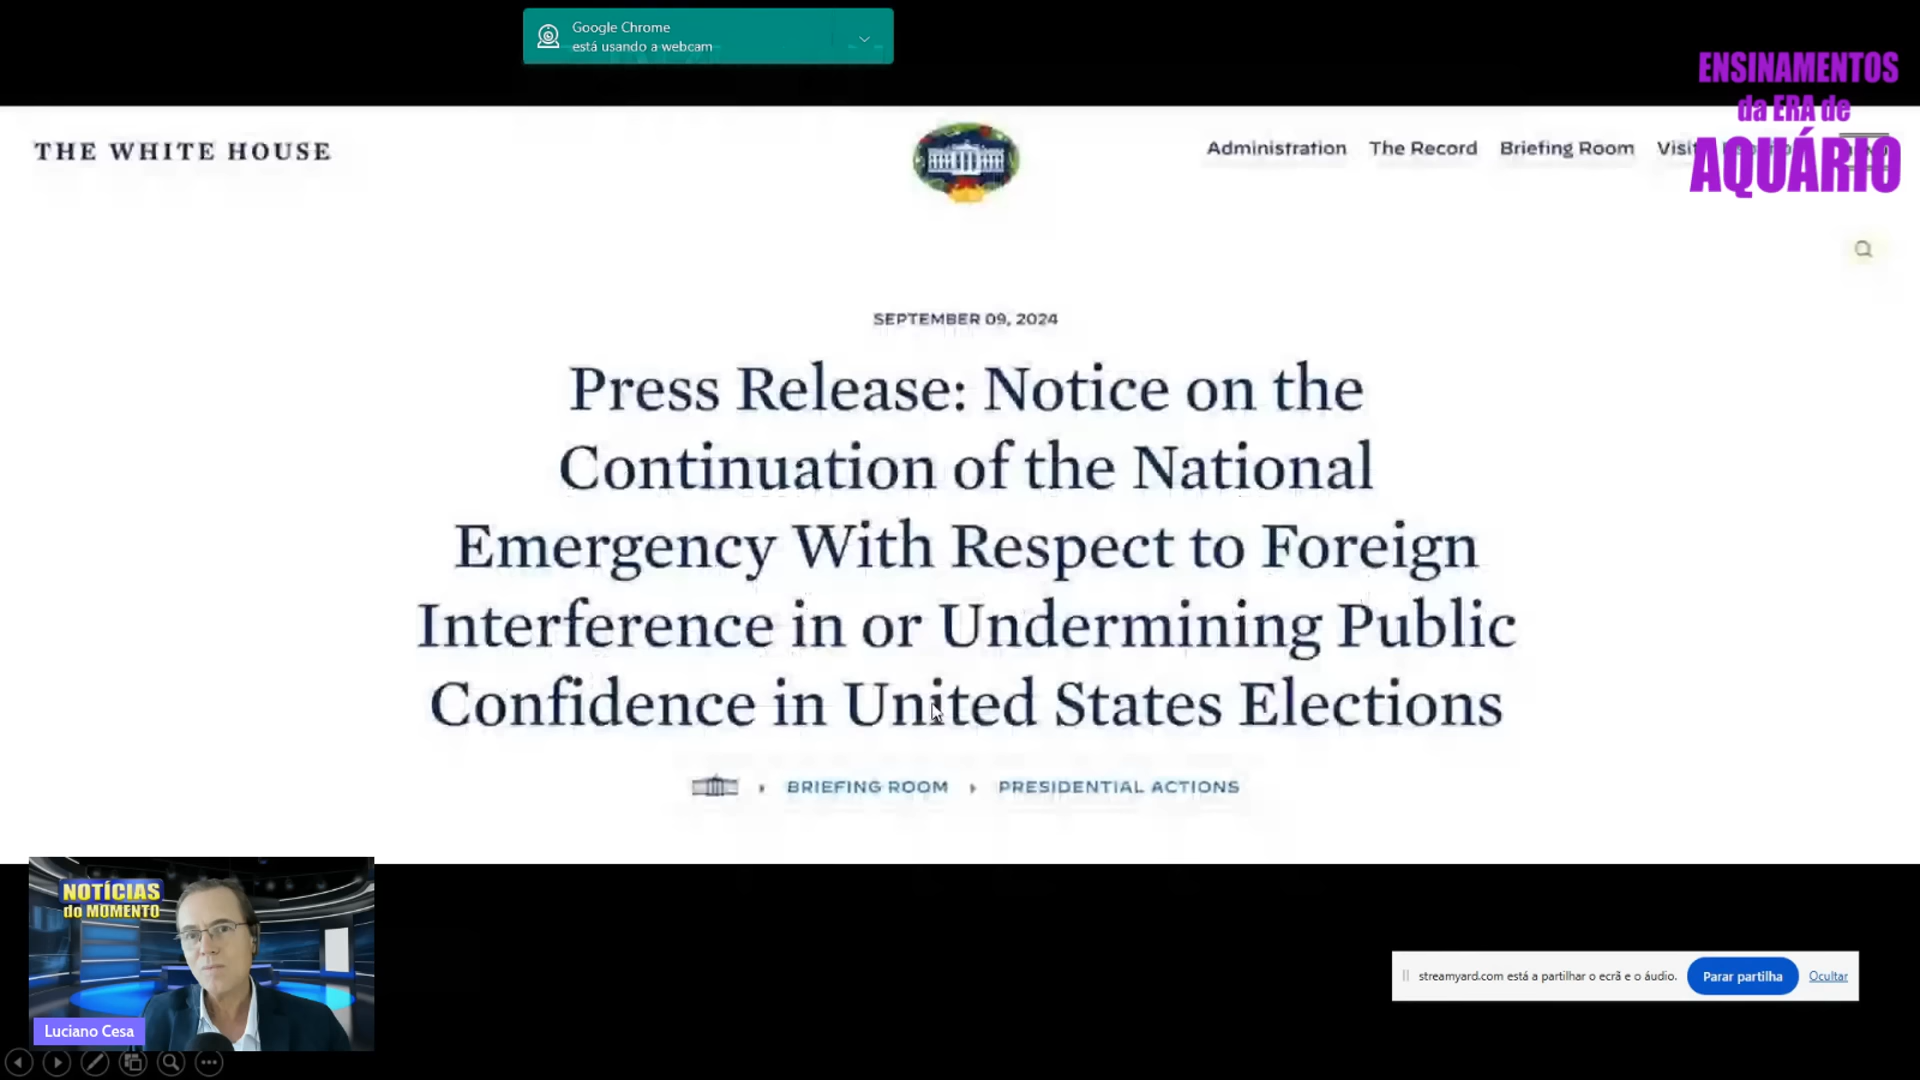 Google Chrome
está usando a webcam
ENSINAMENTOS
da ERA de
AQUÁRIO
THE WHITE HOUSE
Administration The Record Briefing Room
SEPTEMBER 09, 2024
Press Release: Notice on the
Continuation of the National
Emergency With Respect to Foreign
Interference in or Undermining Public
Confidence in United States Elections
BRIEFING ROOM
PRESIDENTIAL ACTIONS
NOTÍCIAS
do MOMENTO
Luciano Cesa
streamyard.com está a partilhar o ecrã e o áudio.
Parar partilha
Ocultar